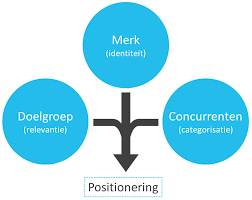 Merk
(identiteit)
Doelgroep
(relevantie)
Concurrenten
(categorisatie)
Positionering